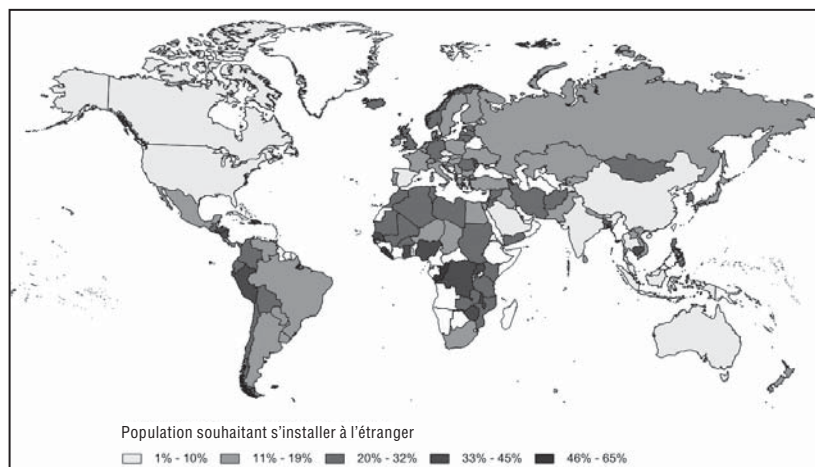 Population souhaitant s'installer à l'étranger
1% - 10% 11% - 19% 20% - 32% 33% - 45% 46% - 65%